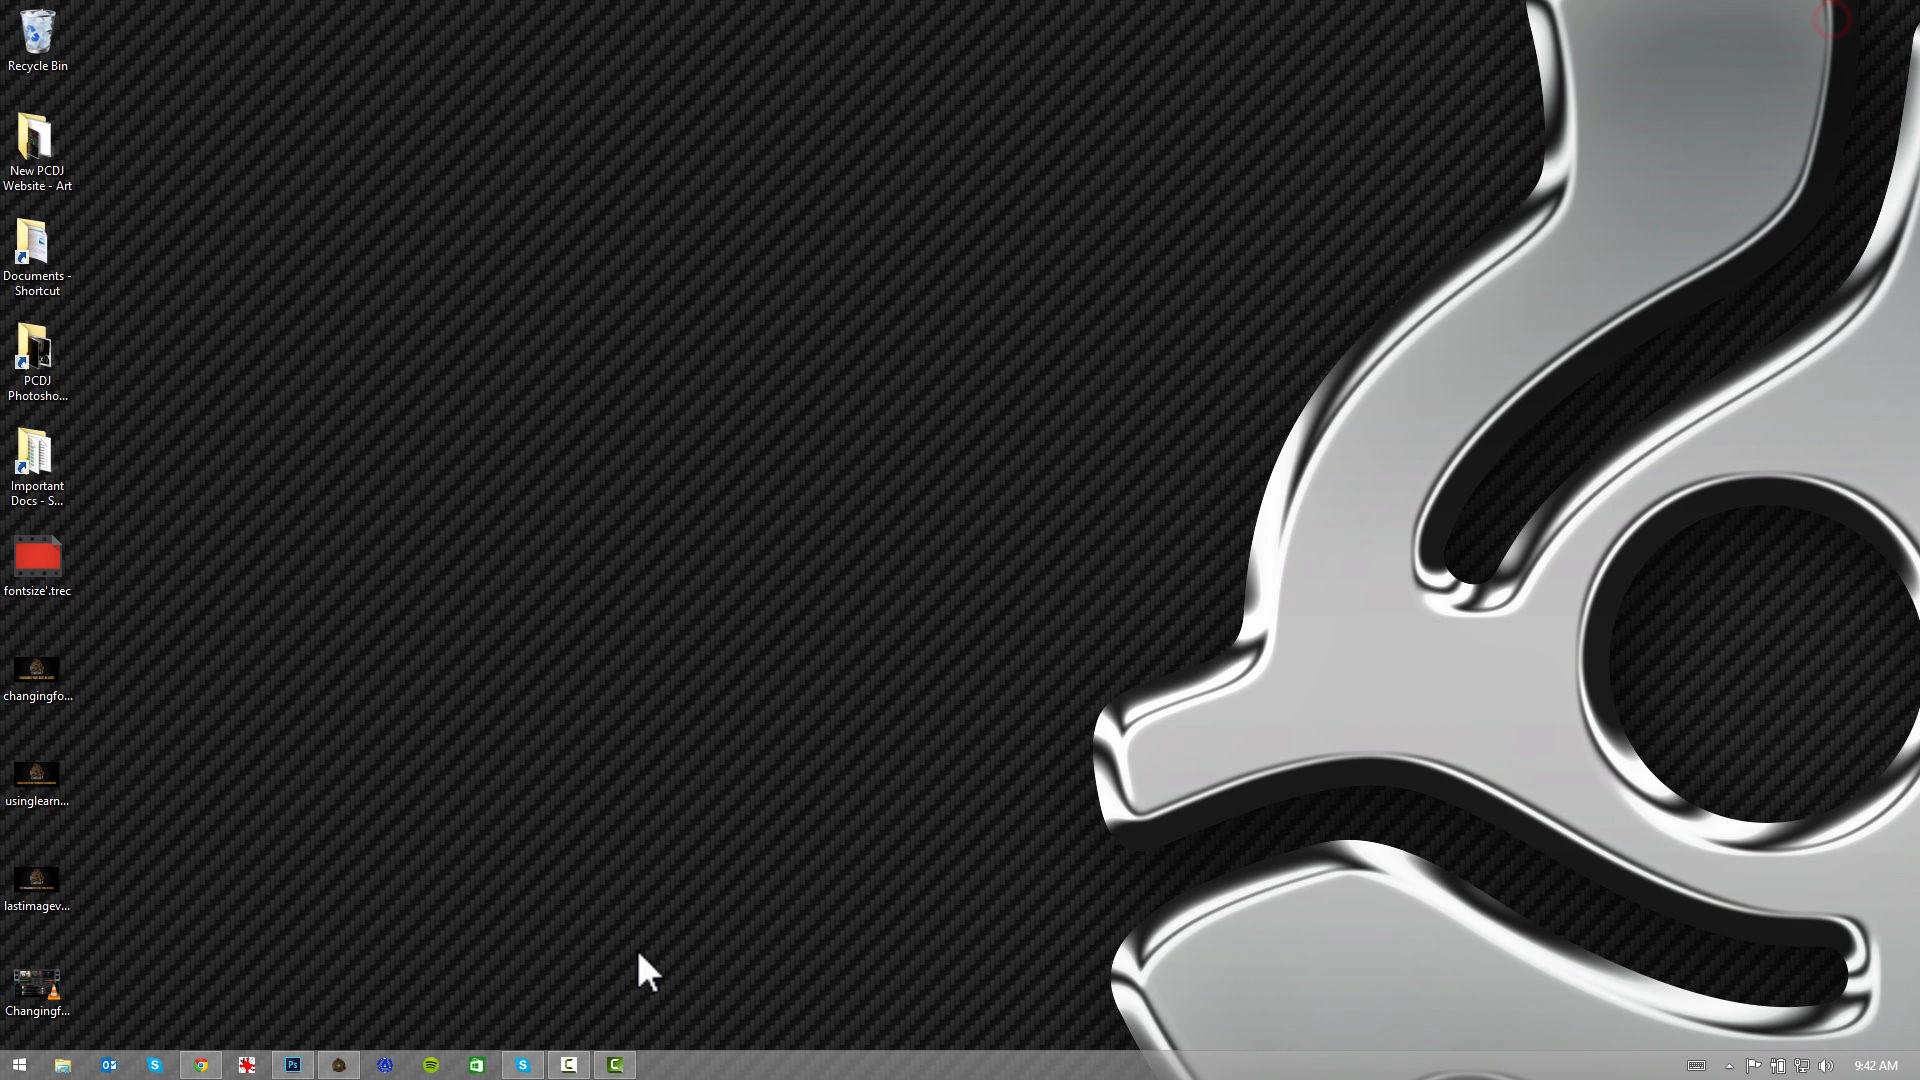 Recycle Bin
New PCDJ
Website - Art
Documents -
Shortcut
PCDJ
Photosho...
Important
Docs - S...
fontsize'.trec
changingfo...
usinglearn...
lastimagev...
Changingf...
9:42 AM